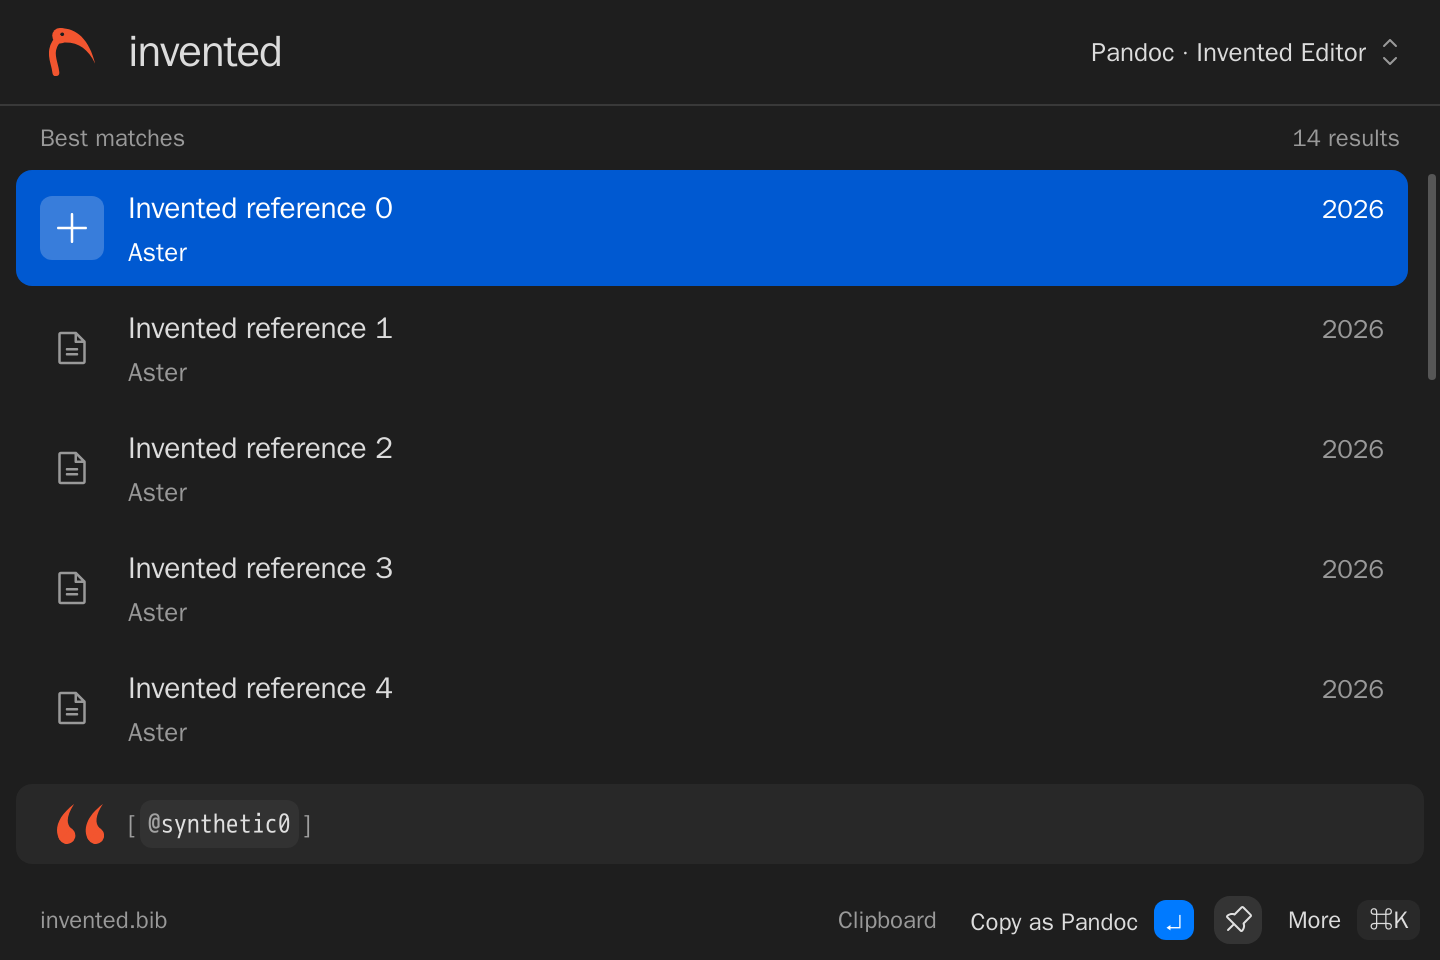 invented
Pandoc · Invented Editor
Best matches
14 results
Invented reference 0
2026
Aster
Invented reference 1
2026
Aster
Invented reference 2
2026
Aster
Invented reference 3
2026
Aster
Invented reference 4
2026
Aster
[@synthetic0]
invented.bib
Clipboard
Copy as Pandoc
More
⌘K